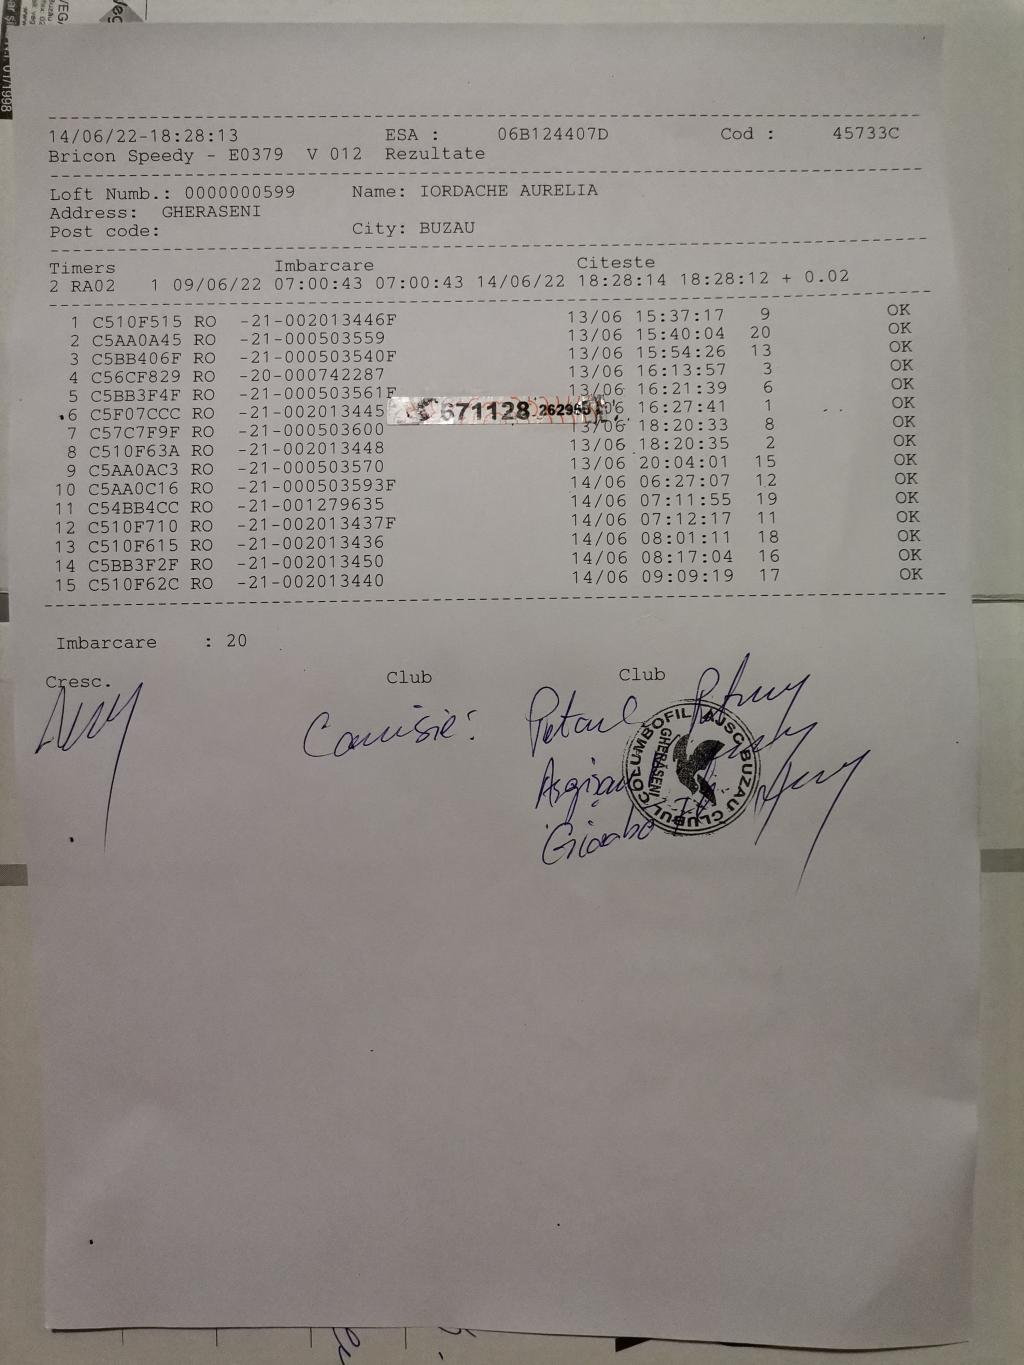 14/06/22-18:28:13 ESA : 06B124407D Cod : 45733C
Bricon Speedy - E0379 V 012 Rezultate
Loft Numb.: 0000000599 Name: IORDACHE AURELIA
Address: GHERASENI
Post code: City: BUZAU
Timers Imbarcare Citeste
2 RA02 1 09/06/22 07:00:43 07:00:43 14/06/22 18:28:14 18:28:12 + 0.02
1 C510F515 RO -21-002013446F 13/06 15:37:17 9 OK
2 C5AA0A45 RO -21-000503559 13/06 15:40:04 20 OK
3 C5BB406F RO -21-000503540F 13/06 15:54:26 13 OK
4 C56CF829 RO -20-000742287 13/06 16:13:57 3 OK
5 C5BB3F4F RO -21-000503561F 13/06 16:21:39 6 OK
6 C5F07CCC RO -21-002013445 671128 16:27:41 1 OK
7 C57C7F9F RO -21-000503600 13/06 18:20:33 8 OK
8 C510F63A RO -21-002013448 13/06 18:20:35 2 OK
9 C5AA0AC3 RO -21-000503570 13/06 20:04:01 15 OK
10 C5AA0C16 RO -21-000503593F 14/06 06:27:07 12 OK
11 C54BB4CC RO -21-001279635 14/06 07:11:55 19 OK
12 C510F710 RO -21-002013437F 14/06 07:12:17 11 OK
13 C510F615 RO -21-002013436 14/06 08:01:11 18 OK
14 C5BB3F2F RO -21-002013450 14/06 08:17:04 16 OK
15 C510F62C RO -21-002013440 14/06 09:09:19 17 OK
Imbarcare : 20
Cresc. Club Club
Comisie:
CLUBUL COLUMBOFIL AJSC BUZAU
GHERASENI